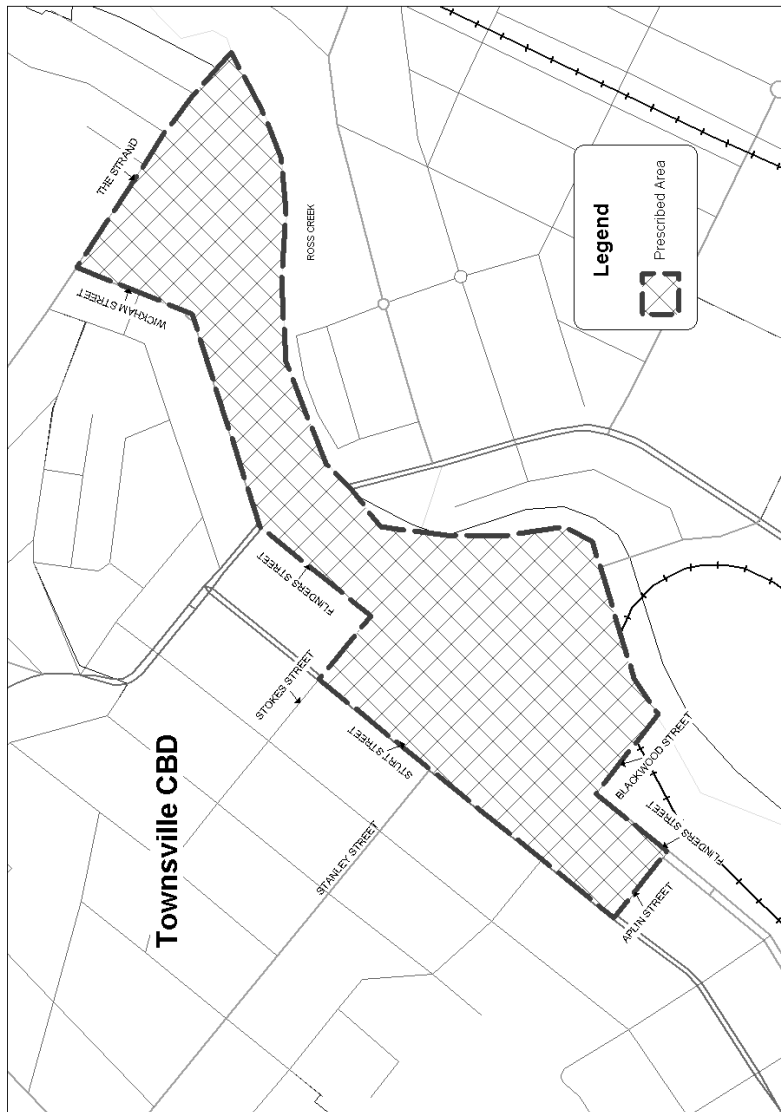 Townsville CBD
THE STRAND
WICKHAM STREET
ROSS CREEK
FLINDERS STREET
STOKES STREET
STURT STREET
STANLEY STREET
BLACKWOOD STREET
FLINDERS STREET
APLIN STREET
Legend
Prescribed Area